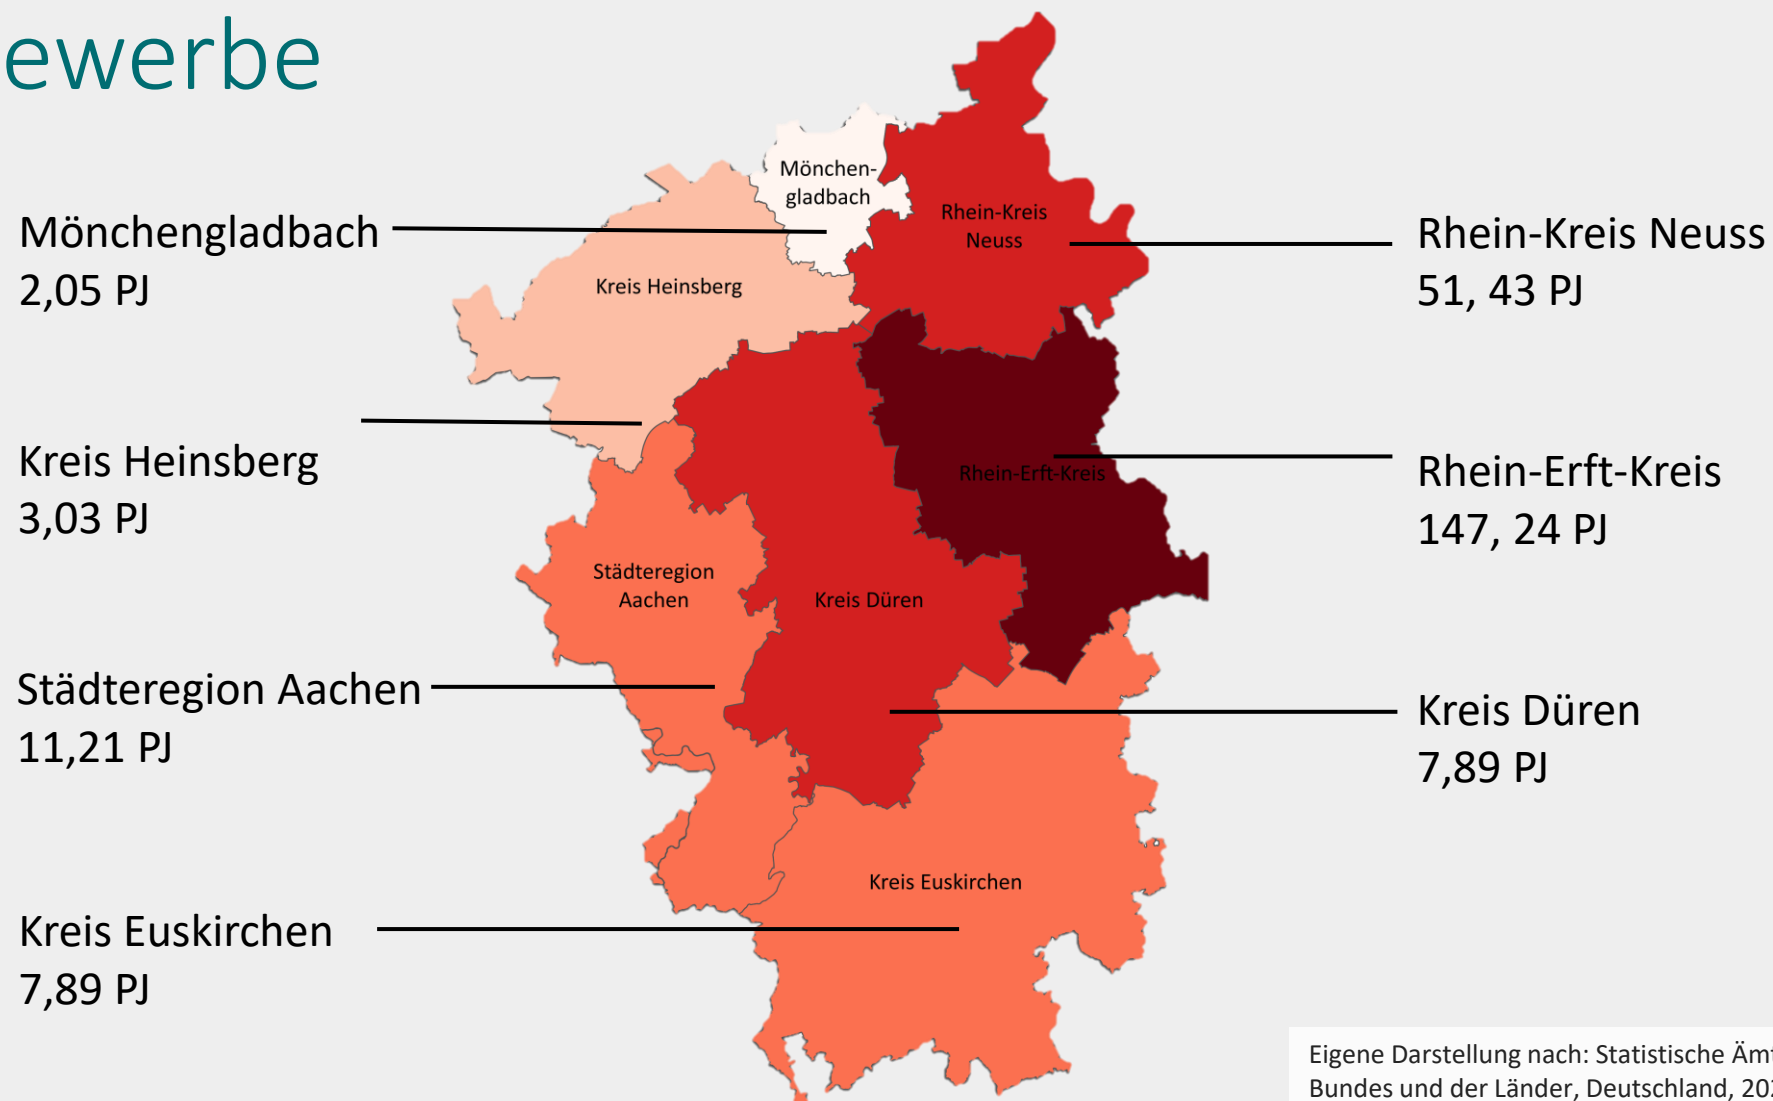 ewerbe
Mönchengladbach
2,05 PJ
Kreis Heinsberg
3,03 PJ
Städteregion Aachen
11,21 PJ
Kreis Euskirchen
7,89 PJ
Mönchen-
gladbach
Rhein-Kreis
Neuss
Kreis Heinsberg
Rhein-Erft-Kreis
Städteregion
Aachen
Kreis Düren
Kreis Euskirchen
Rhein-Kreis Neuss
51, 43 PJ
Rhein-Erft-Kreis
147, 24 PJ
Kreis Düren
7,89 PJ
Eigene Darstellung nach: Statistische
Bundes und der Länder, Deutschland,